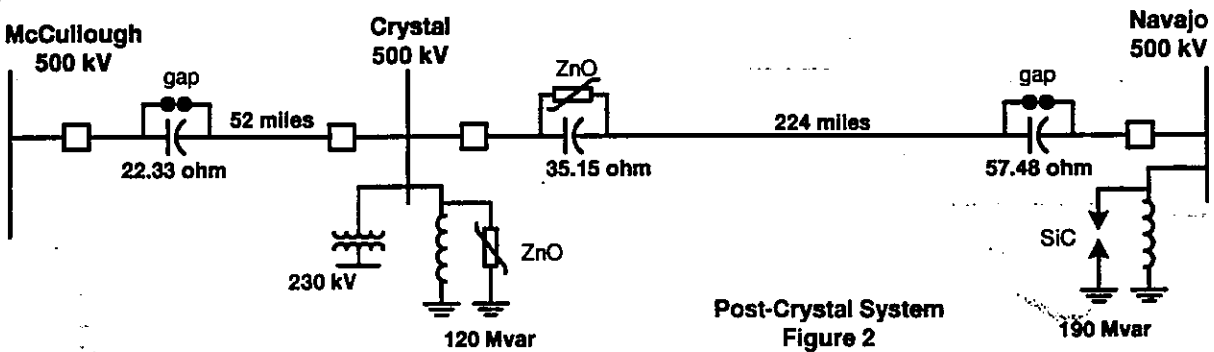 McCullough
500 kV
Crystal
500 kV
Navajo
500 kV
gap
ZnO
gap
52 miles
224 miles
22.33 ohm
35.15 ohm
57.48 ohm
ZnO
SiC
230 kV
120 Mvar
190 Mvar
Post-Crystal System
Figure 2